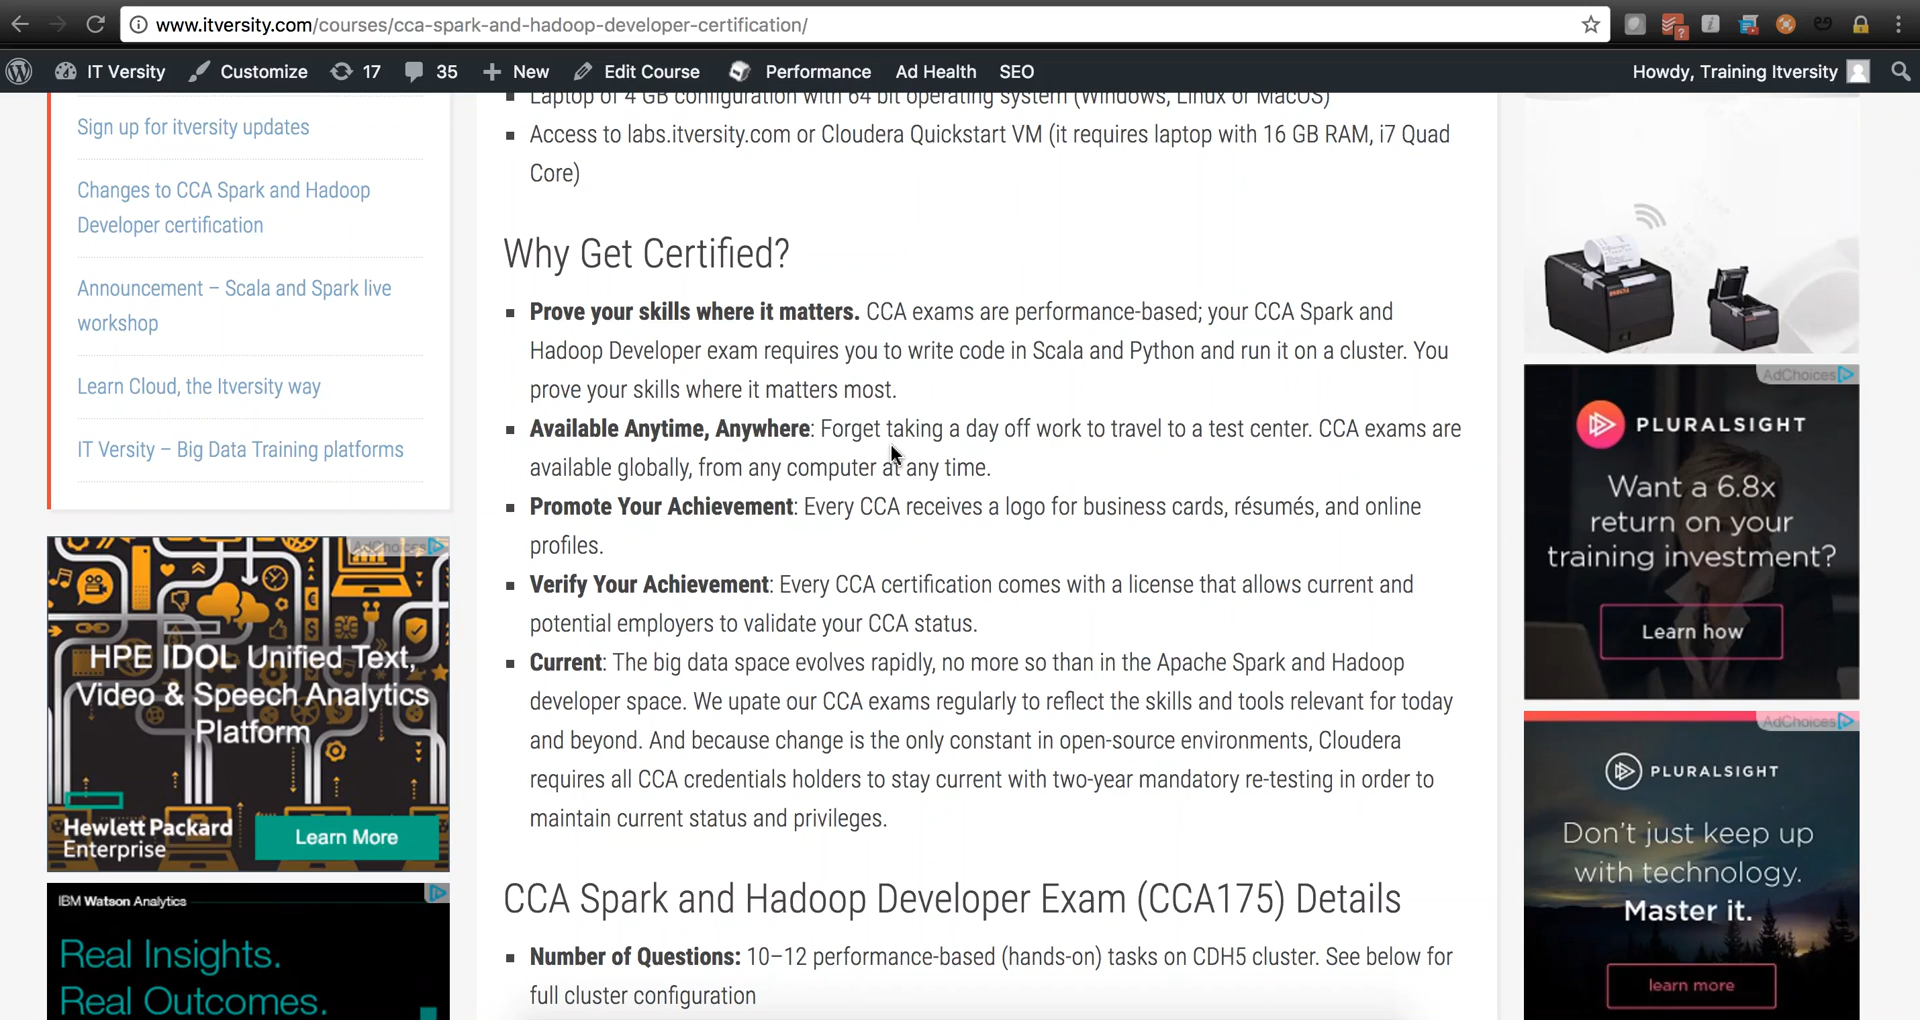 www.itversity.com/courses/cca-spark-and-hadoop-developer-certification/
IT Versity Customize 17 35 New Edit Course Performance Ad Health SEO Howdy, Training Itversity
Sign up for itversity updates
Changes to CCA Spark and Hadoop
Developer certification
Announcement – Scala and Spark live
workshop
Learn Cloud, the Itversity way
IT Versity – Big Data Training platforms
AdChoices
HPE IDOL Unified Text,
Video & Speech Analytics
Platform
Hewlett Packard
Enterprise
Learn More
IBM Watson Analytics
Real Insights.
Real Outcomes.
Laptop of 4 GB configuration with 64 bit operating system (Windows, Linux or MacOS)
Access to labs.itversity.com or Cloudera Quickstart VM (it requires laptop with 16 GB RAM, i7 Quad
Core)
Why Get Certified?
Prove your skills where it matters. CCA exams are performance-based; your CCA Spark and
Hadoop Developer exam requires you to write code in Scala and Python and run it on a cluster. You
prove your skills where it matters most.
Available Anytime, Anywhere: Forget taking a day off work to travel to a test center. CCA exams are
available globally, from any computer at any time.
Promote Your Achievement: Every CCA receives a logo for business cards, résumés, and online
profiles.
Verify Your Achievement: Every CCA certification comes with a license that allows current and
potential employers to validate your CCA status.
Current: The big data space evolves rapidly, no more so than in the Apache Spark and Hadoop
developer space. We upate our CCA exams regularly to reflect the skills and tools relevant for today
and beyond. And because change is the only constant in open-source environments, Cloudera
requires all CCA credentials holders to stay current with two-year mandatory re-testing in order to
maintain current status and privileges.
CCA Spark and Hadoop Developer Exam (CCA175) Details
Number of Questions: 10–12 performance-based (hands-on) tasks on CDH5 cluster. See below for
full cluster configuration
AdChoices
PLURALSIGHT
Want a 6.8x
return on your
training investment?
Learn how
AdChoices
PLURALSIGHT
Don't just keep up
with technology.
Master it.
learn more